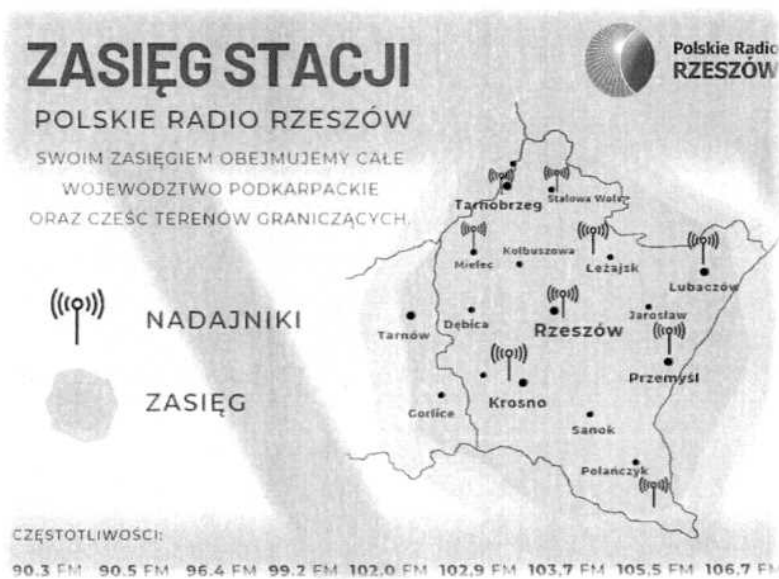 ZASIĘG STACJI
POLSKIE RADIO RZESZÓW
SWOIM ZASIĘGIEM OBEJMUJEMY CAŁE
WOJEWÓDZTWO PODKARPACKIE
ORAZ CZEŚC TERENÓW GRANICZĄCYCH.
Polskie Radio
RZESZÓW
NADAJNIKI
ZASIĘG
Tarnobrzeg
Stalowa Wola
Mielec
Kolbuszowa
Leżajsk
Lubaczów
Tarnów
Dębica
Rzeszów
Jarosław
Przemyśl
Krosno
Gorlice
Sanok
Polańczyk
CZĘSTOTLIWOŚCI:
90.3 FM 90.5 FM 96.4 FM 99.2 FM 102.0 FM 102.9 FM 103.7 FM 105.5 FM 106.7 FM